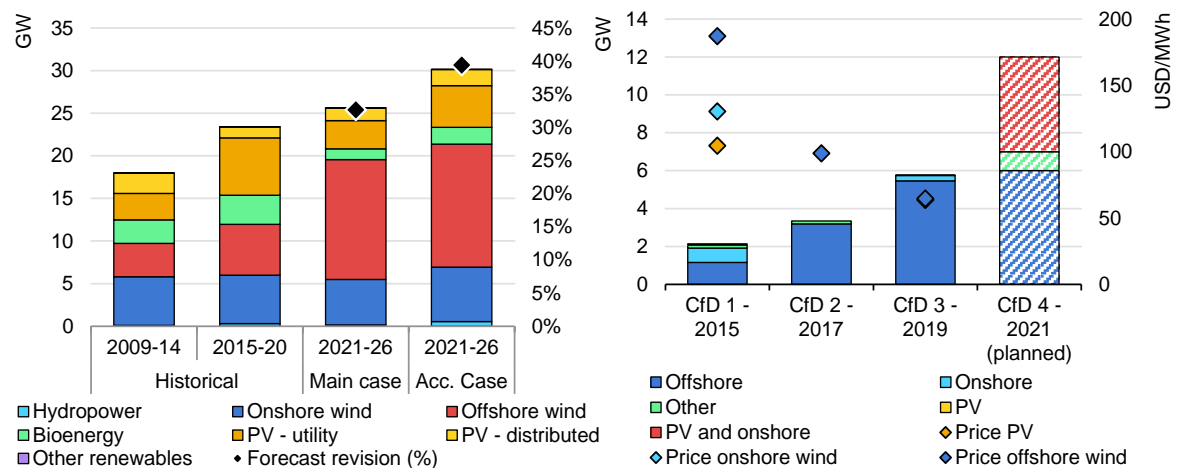 GW
35
30
25
20
15
10
5
0
45%
40%
35%
30%
25%
20%
15%
10%
5%
0%
2009-14 2015-20 2021-26 2021-26
Historical Main case Acc. Case
Hydropower Onshore wind Offshore wind
Bioenergy PV - utility PV - distributed
Other renewables Forecast revision (%)
GW
14
12
10
8
6
4
2
0
200
150
100
50
0
USD/MWh
CfD 1 - CfD 2 - CfD 3 - CfD 4 -
2015 2017 2019 2021
(planned)
Offshore Onshore
Other PV
PV and onshore Price PV
Price onshore wind Price offshore wind